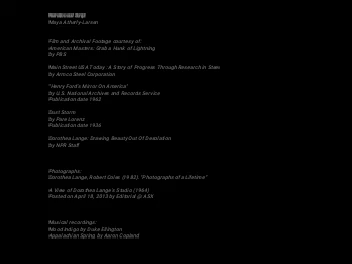 Maya Atherly-Larsen
Film and Archival Footage courtesy of:
American Masters: Grab a Hunk of Lightning
by PBS
Main Street USA Today: A Story of Progress Through Research in Steel
by Armco Steel Corporation
"Henry Ford's Mirror On America"
by U.S. National Archives and Records Service
Publication date 1962
Dust Storm
by Pare Lorenz
Publication date 1936
Dorothea Lange: Drawing Beauty Out Of Desolation
by NPR Staff
Photographs:
Dorothea Lange, Robert Coles (1982). "Photographs of a Lifetime"
A View of Dorothea Lange's Studio (1964)
Posted on April 18, 2013 by Editorial @ ASX
Musical recordings:
Mood Indigo by Duke Ellington
Appalachian Spring by Aaron Copland